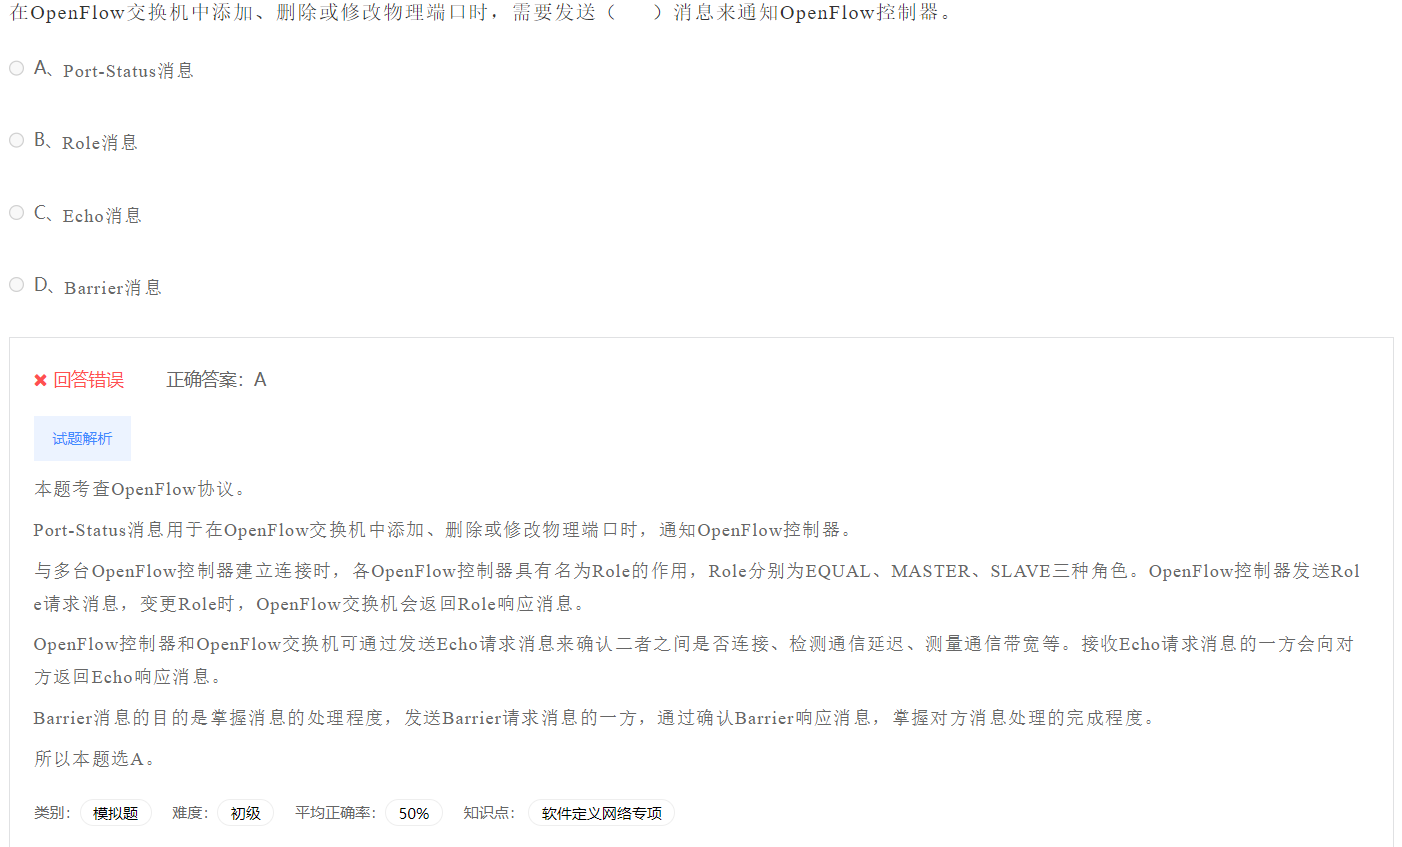 在OpenFlow交换机中添加、删除或修改物理端口时，需要发送（　　）消息来通知OpenFlow控制器。
A、Port-Status消息
B、Role消息
C、Echo消息
D、Barrier消息
回答错误 正确答案：A
试题解析
本题考查OpenFlow协议。
Port-Status消息用于在OpenFlow交换机中添加、删除或修改物理端口时，通知OpenFlow控制器。
与多台OpenFlow控制器建立连接时，各OpenFlow控制器具有名为Role的作用，Role分别为EQUAL、MASTER、SLAVE三种角色。OpenFlow控制器发送Rol
e请求消息，变更Role时，OpenFlow交换机会返回Role响应消息。
OpenFlow控制器和OpenFlow交换机可通过发送Echo请求消息来确认二者之间是否连接、检测通信延迟、测量通信带宽等。接收Echo请求消息的一方会向对
方返回Echo响应消息。
Barrier消息的目的是掌握消息的处理程度，发送Barrier请求消息的一方，通过确认Barrier响应消息，掌握对方消息处理的完成程度。
所以本题选A。
类别： 模拟题 难度： 初级 平均正确率： 50% 知识点： 软件定义网络专项